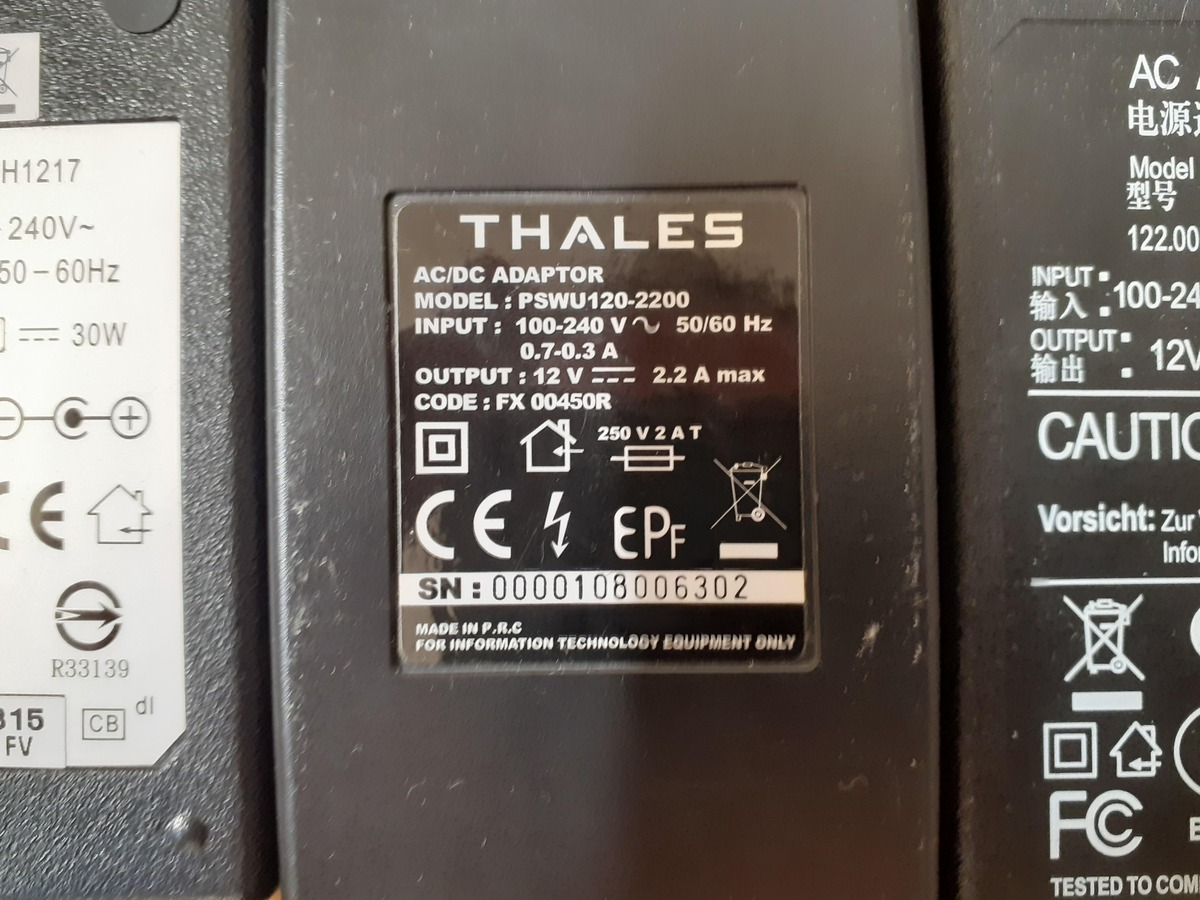 H1217
240V~
50-60Hz
30W
R33139
CB
dl
315
FV
THALES
AC/DC ADAPTOR
MODEL : PSWU120-2200
INPUT : 100-240 V ~ 50/60 Hz
0.7-0.3 A
OUTPUT : 12 V ⎓ 2.2 A max
CODE : FX 00450R
250 V 2 A T
CE EPF
SN : 0000108006302
MADE IN P.R.C
FOR INFORMATION TECHNOLOGY EQUIPMENT ONLY
AC
电源
Model
型号
122.00
INPUT : 100-24
输入
OUTPUT : 12V
输出
Vorsicht: Zur
FC
TESTED TO COM